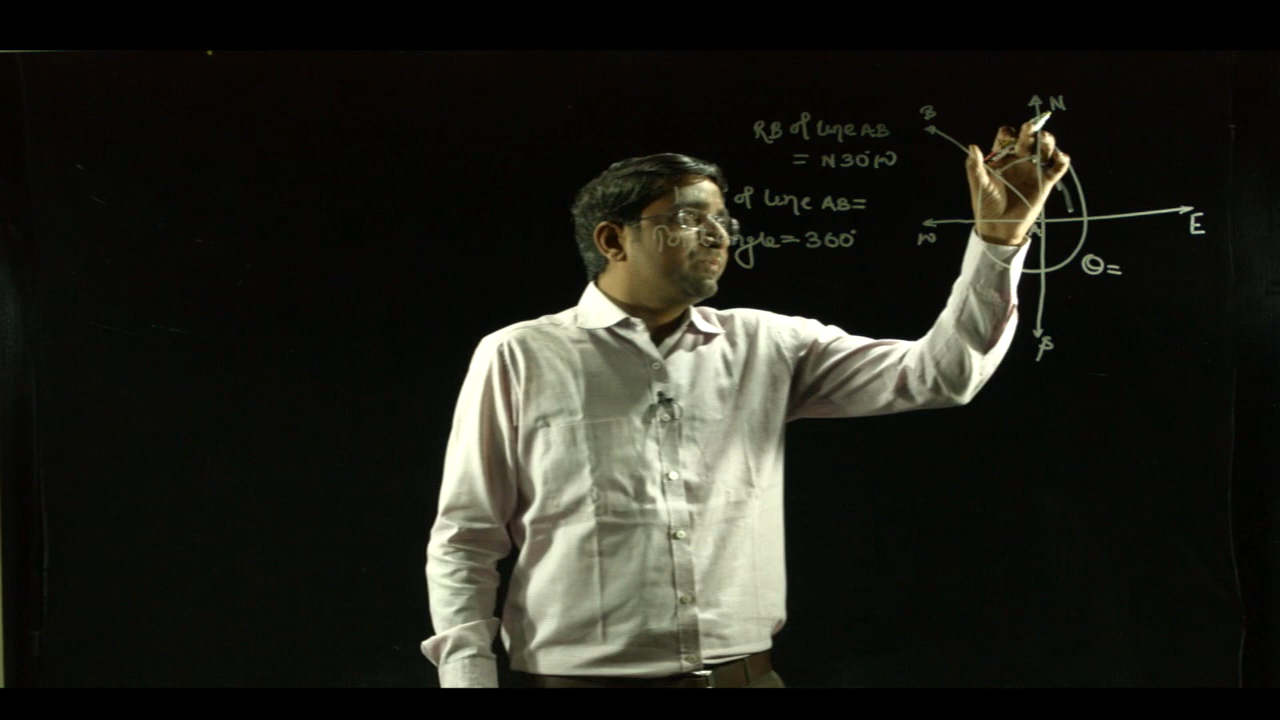 RB of line AB
= N30°W
of line AB=
angle = 360°
B
N
W
A
E
θ=
S